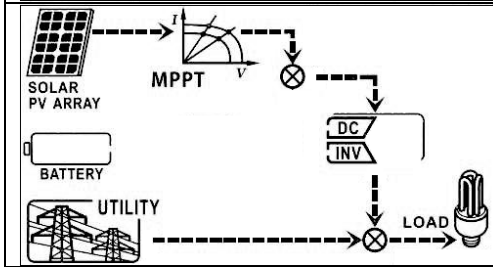 I
V
MPPT
SOLAR
PV ARRAY
DC
INV
BATTERY
UTILITY
LOAD